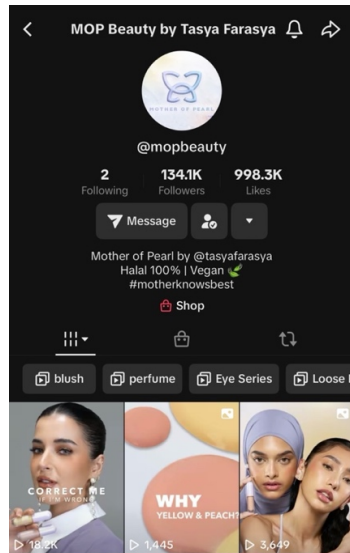 MOP Beauty by Tasya Farasya
MOTHER OF PEARL
@mopbeauty
2 134.1K 998.3K
Following Followers Likes
Message
Mother of Pearl by @tasyafarasya
Halal 100% | Vegan
#motherknowsbest
Shop
blush perfume Eye Series Loose
CORRECT ME
IF I'M WRONG
WHY
YELLOW & PEACH?
18.2K 1,445 3,649